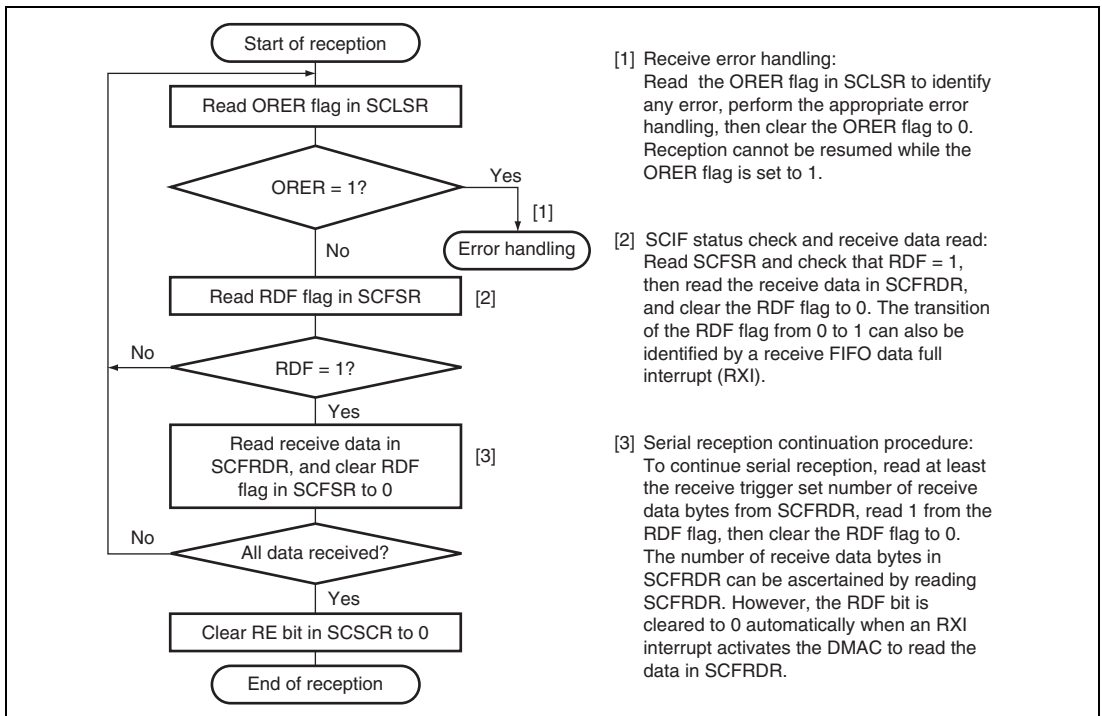 Start of reception
Read ORER flag in SCLSR
ORER = 1?
Yes
[1]
Error handling
No
Read RDF flag in SCFSR
[2]
No
RDF = 1?
Yes
Read receive data in
SCFRDR, and clear RDF
flag in SCFSR to 0
[3]
No
All data received?
Yes
Clear RE bit in SCSCR to 0
End of reception
[1] Receive error handling:
Read the ORER flag in SCLSR to identify
any error, perform the appropriate error
handling, then clear the ORER flag to 0.
Reception cannot be resumed while the
ORER flag is set to 1.
[2] SCIF status check and receive data read:
Read SCFSR and check that RDF = 1,
then read the receive data in SCFRDR,
and clear the RDF flag to 0. The transition
of the RDF flag from 0 to 1 can also be
identified by a receive FIFO data full
interrupt (RXI).
[3] Serial reception continuation procedure:
To continue serial reception, read at least
the receive trigger set number of receive
data bytes from SCFRDR, read 1 from the
RDF flag, then clear the RDF flag to 0.
The number of receive data bytes in
SCFRDR can be ascertained by reading
SCFRDR. However, the RDF bit is
cleared to 0 automatically when an RXI
interrupt activates the DMAC to read the
data in SCFRDR.